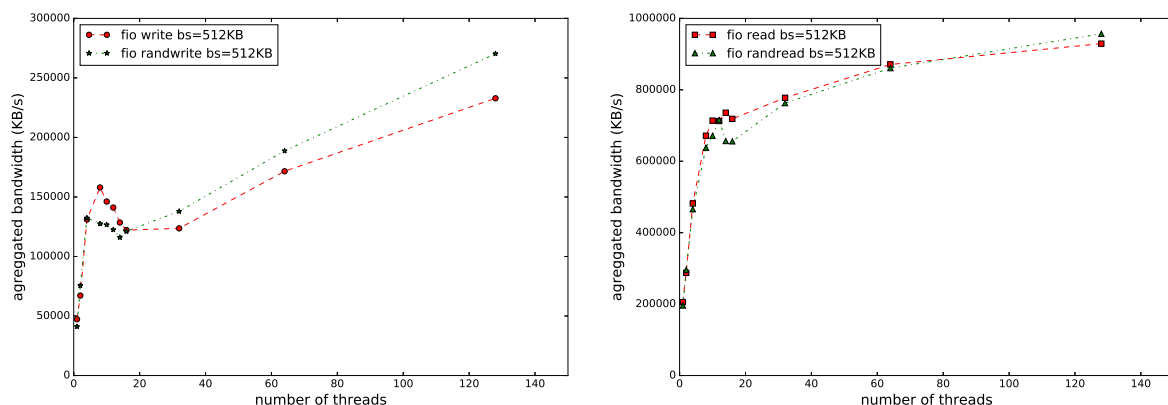 fio write bs=512KB
fio randwrite bs=512KB
agreggated bandwidth (KB/s)
300000
250000
200000
150000
100000
50000
0
0 20 40 60 80 100 120 140
number of threads
fio read bs=512KB
fio randread bs=512KB
agreggated bandwidth (KB/s)
1000000
800000
600000
400000
200000
0
0 20 40 60 80 100 120 140
number of threads